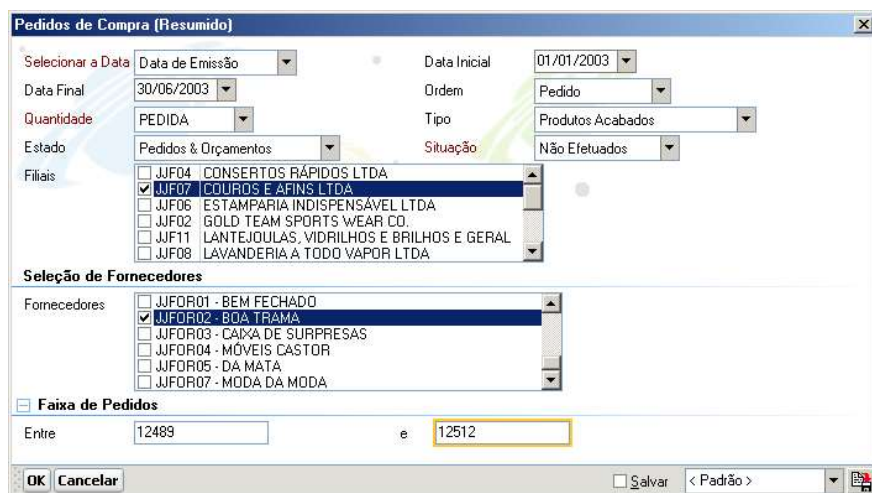 Pedidos de Compra (Resumido)
Selecionar a Data Data de Emissão Data Inicial 01/01/2003
Data Final 30/06/2003 Ordem Pedido
Quantidade PEDIDA Tipo Produtos Acabados
Estado Pedidos & Orçamentos Situação Não Efetuados
Filiais JJF04 CONSERTOS RÁPIDOS LTDA
JJF07 COUROS E AFINS LTDA
JJF06 ESTAMPARIA INDISPENSÁVEL LTDA
JJF02 GOLD TEAM SPORTS WEAR CO.
JJF11 LANTEJOULAS, VIDRILHOS E BRILHOS E GERAL
JJF08 LAVANDERIA A TODO VAPOR LTDA
Seleção de Fornecedores
Fornecedores JJFOR01 - BEM FECHADO
JJFOR02 - BOA TRAMA
JJFOR03 - CAIXA DE SURPRESAS
JJFOR04 - MÓVEIS CASTOR
JJFOR05 - DA MATA
JJFOR07 - MODA DA MODA
Faixa de Pedidos
Entre 12489 e 12512
OK Cancelar Salvar < Padrão >